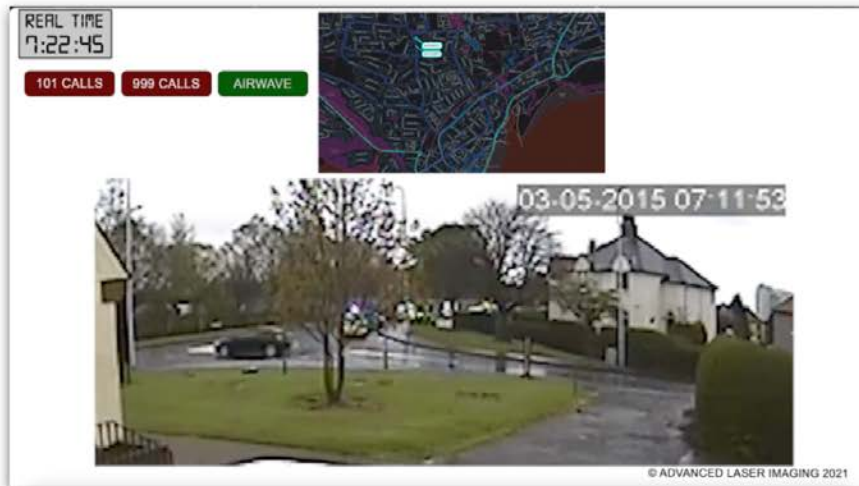 REAL TIME
7:22:45
101 CALLS
999 CALLS
AIRWAVE
03-05-2015 07:11:53
© ADVANCED LASER IMAGING 2021